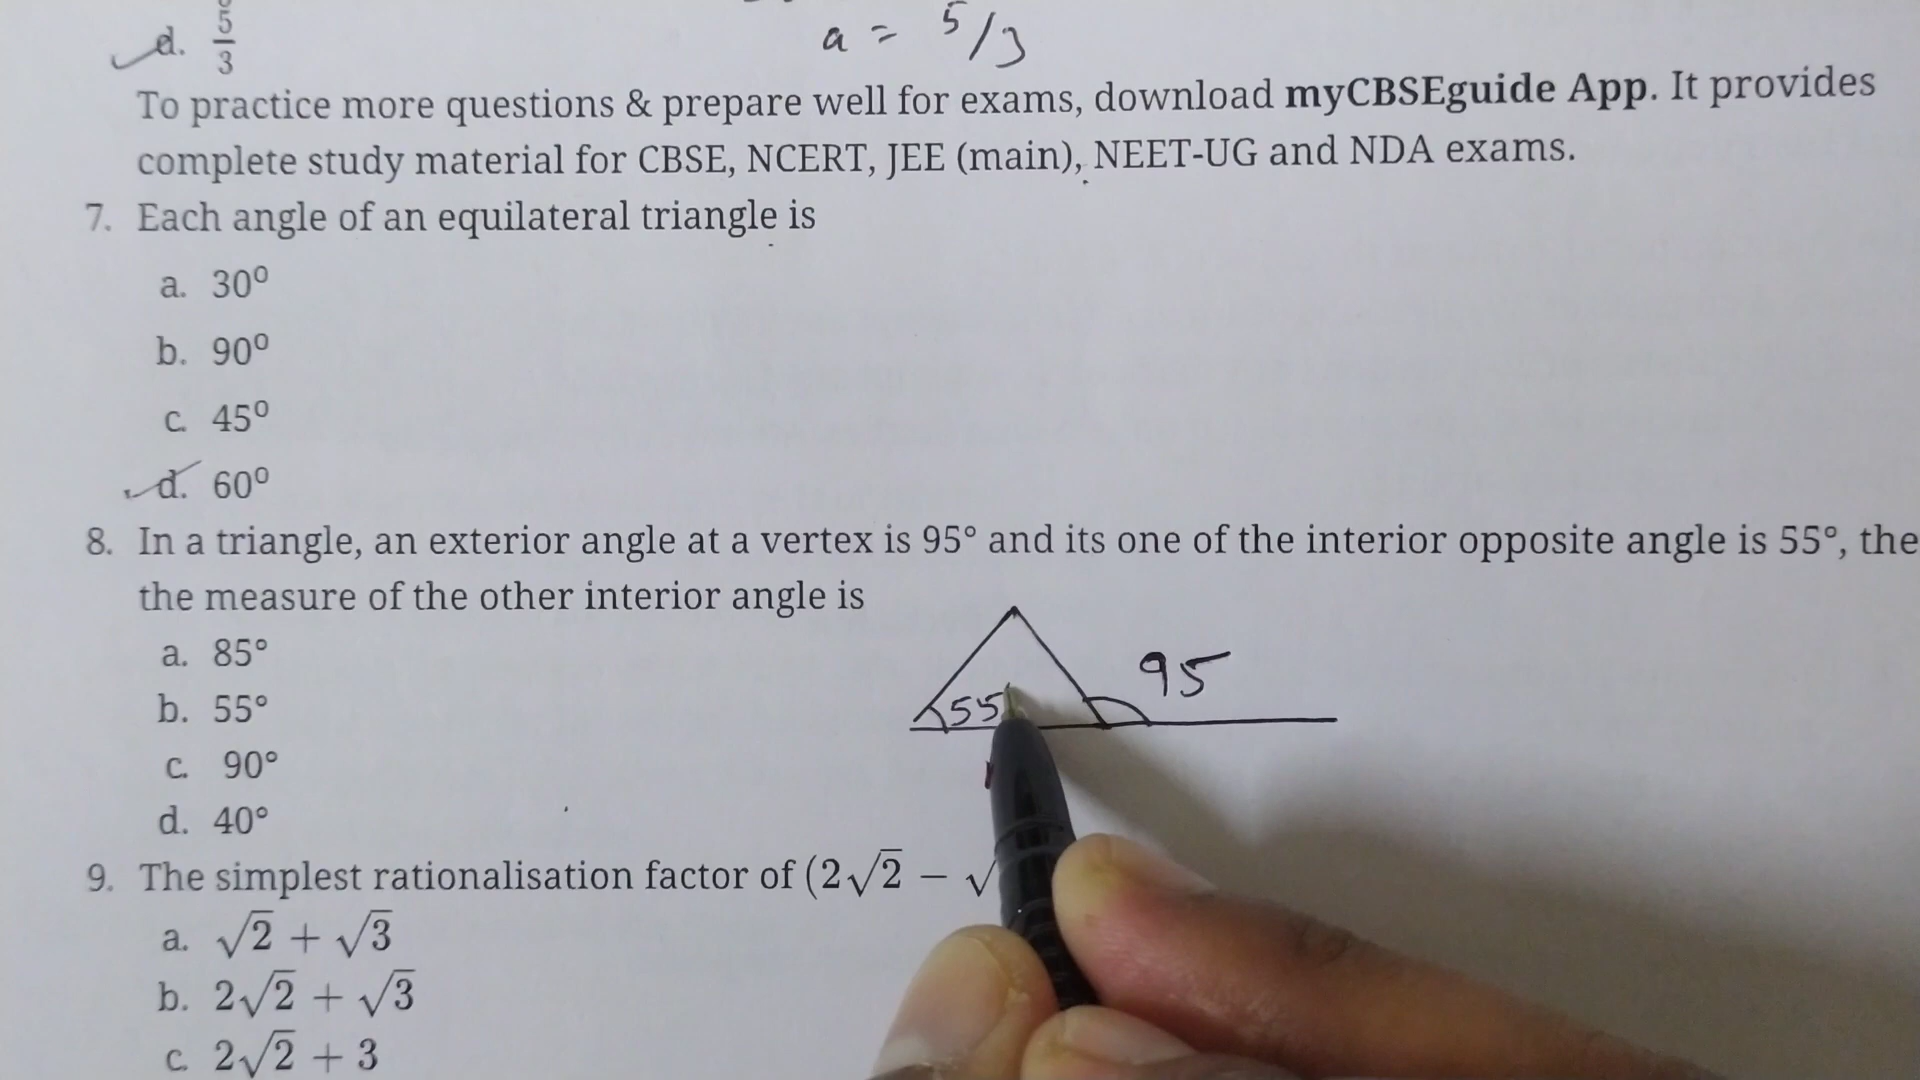 d. 5/3
a = 5/3
To practice more questions & prepare well for exams, download myCBSEguide App. It provides
complete study material for CBSE, NCERT, JEE (main), NEET-UG and NDA exams.
7. Each angle of an equilateral triangle is
a. 30⁰
b. 90⁰
c. 45⁰
d. 60⁰
8. In a triangle, an exterior angle at a vertex is 95° and its one of the interior opposite angle is 55°, the
the measure of the other interior angle is
a. 85°
b. 55°
c. 90°
d. 40°
55
95
9. The simplest rationalisation factor of (2√2 − √
a. √2 + √3
b. 2√2 + √3
c. 2√2 + 3